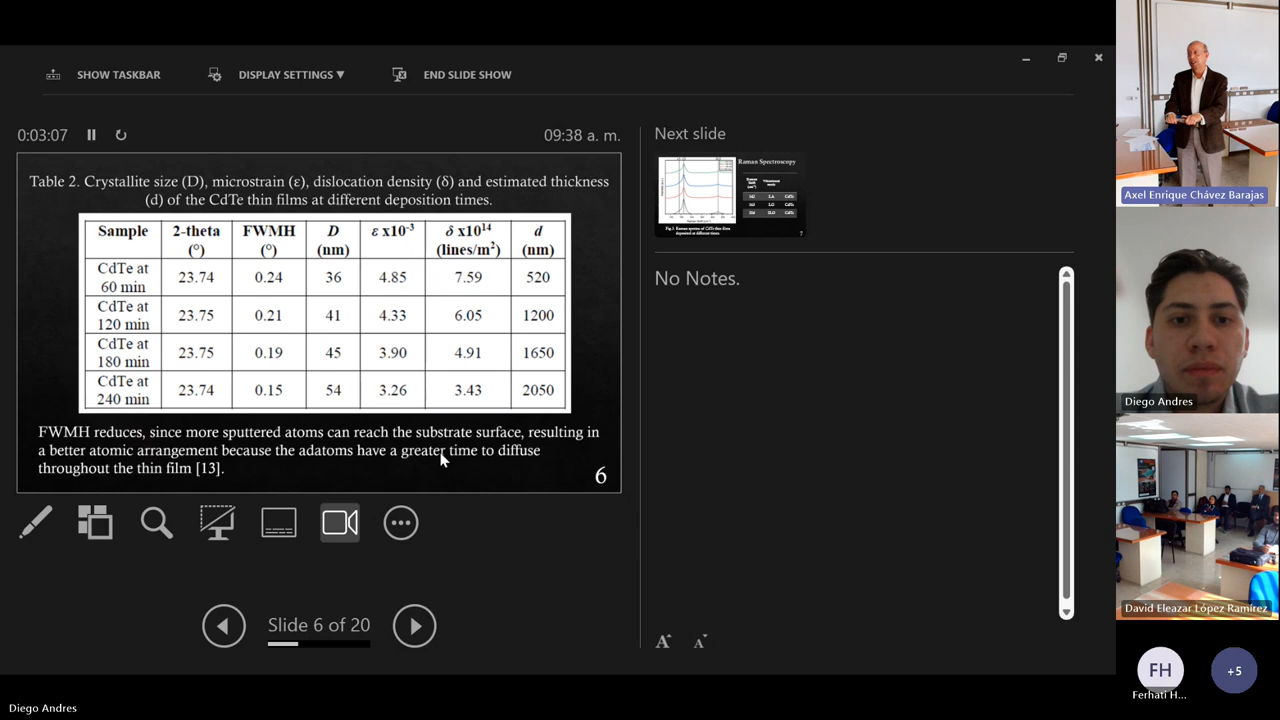 SHOW TASKBAR
DISPLAY SETTINGS ▼
END SLIDE SHOW
0:03:07
09:38 a. m.
Table 2. Crystallite size (D), microstrain (ε), dislocation density (δ) and estimated thickness
(d) of the CdTe thin films at different deposition times.
Sample 2-theta (°) FWMH (°) D (nm) ε x10-3 δ x10^14 (lines/m²) d (nm)
CdTe at 60 min 23.74 0.24 36 4.85 7.59 520
CdTe at 120 min 23.75 0.21 41 4.33 6.05 1200
CdTe at 180 min 23.75 0.19 45 3.90 4.91 1650
CdTe at 240 min 23.74 0.15 54 3.26 3.43 2050
FWMH reduces, since more sputtered atoms can reach the substrate surface, resulting in
a better atomic arrangement because the adatoms have a greater time to diffuse
throughout the thin film [13].
6
Slide 6 of 20
Next slide
Raman Spectroscopy
7
No Notes.
A A
Axel Enrique Chávez Barajas
Diego Andres
David Eleazar López Ramírez
FH
Ferhati H...
+5
Diego Andres